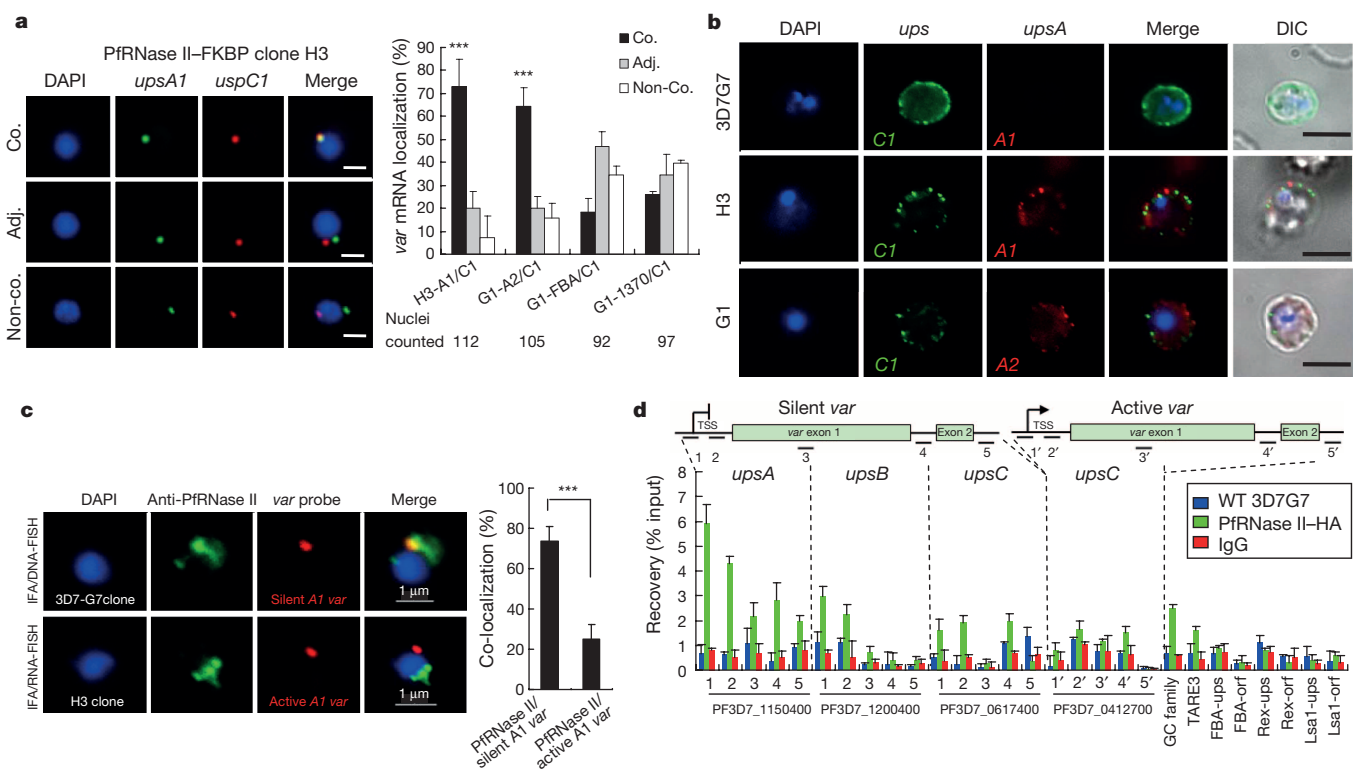 a
PfRNase II–FKBP clone H3
DAPI
upsA1
uspC1
Merge
Co.
Adj.
Non-co.
var mRNA localization (%)
90
80
70
60
50
40
30
20
10
0
***
***
Co.
Adj.
Non-Co.
H3-A1/C1
G1-A2/C1
G1-FBA/C1
G1-1370/C1
Nuclei
counted 112 105 92 97
b
DAPI
ups
upsA
Merge
DIC
3D7G7
C1
A1
H3
C1
A1
G1
C1
A2
c
DAPI
Anti-PfRNase II
var probe
Merge
IFA/DNA-FISH
3D7-G7clone
Silent A1 var
1 μm
IFA/RNA-FISH
H3 clone
Active A1 var
1 μm
Co-localization (%)
100
80
60
40
20
0
***
PfRNase II/
silent A1 var
PfRNase II/
active A1 var
d
Silent var
Active var
TSS
var exon 1
Exon 2
TSS
var exon 1
Exon 2
1 2 3 4 5
1′ 2′ 3′ 4′ 5′
upsA
upsB
upsC
upsC
WT 3D7G7
PfRNase II–HA
IgG
Recovery (% input)
8
7
6
5
4
3
2
1
0
1 2 3 4 5
1 2 3 4 5
1 2 3 4 5
1′ 2′ 3′ 4′ 5′
PF3D7_1150400
PF3D7_1200400
PF3D7_0617400
PF3D7_0412700
GC family
TARE3
FBA-ups
FBA-orf
Rex-ups
Rex-orf
Lsa1-ups
Lsa1-orf